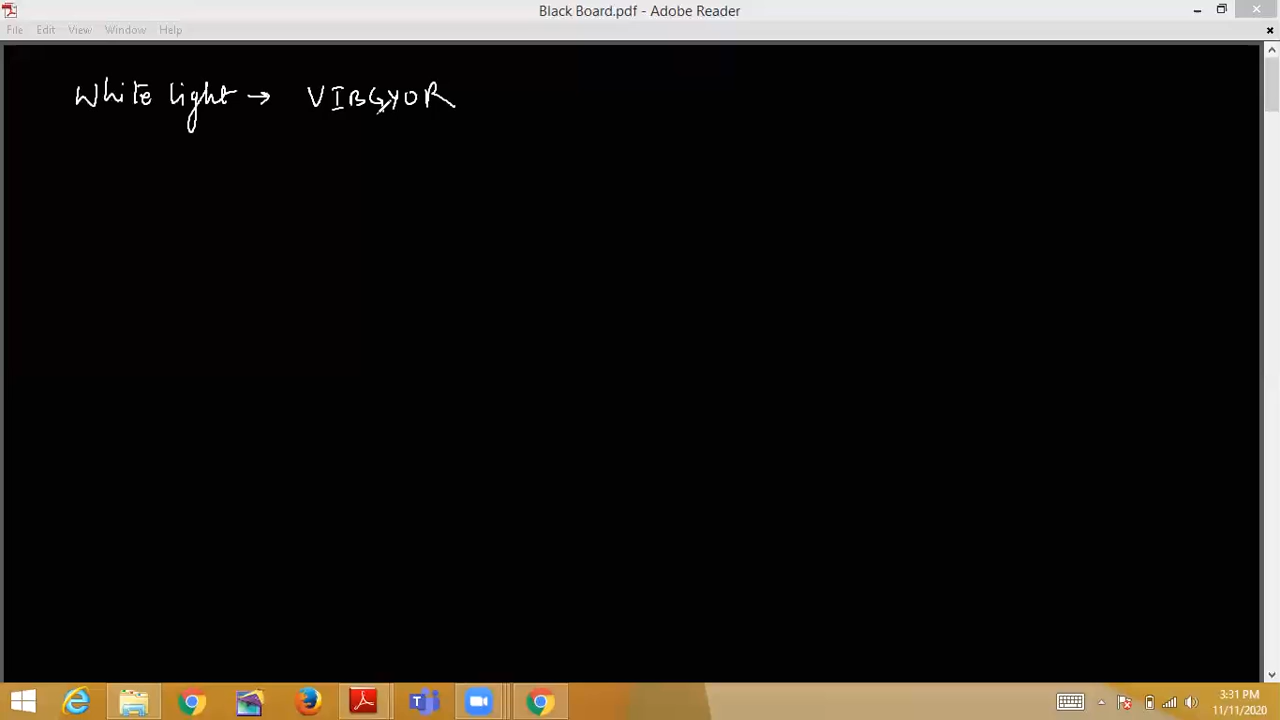 Black Board.pdf - Adobe Reader
File Edit View Window Help
White light → VIBGYOR
3:31 PM
11/11/2020